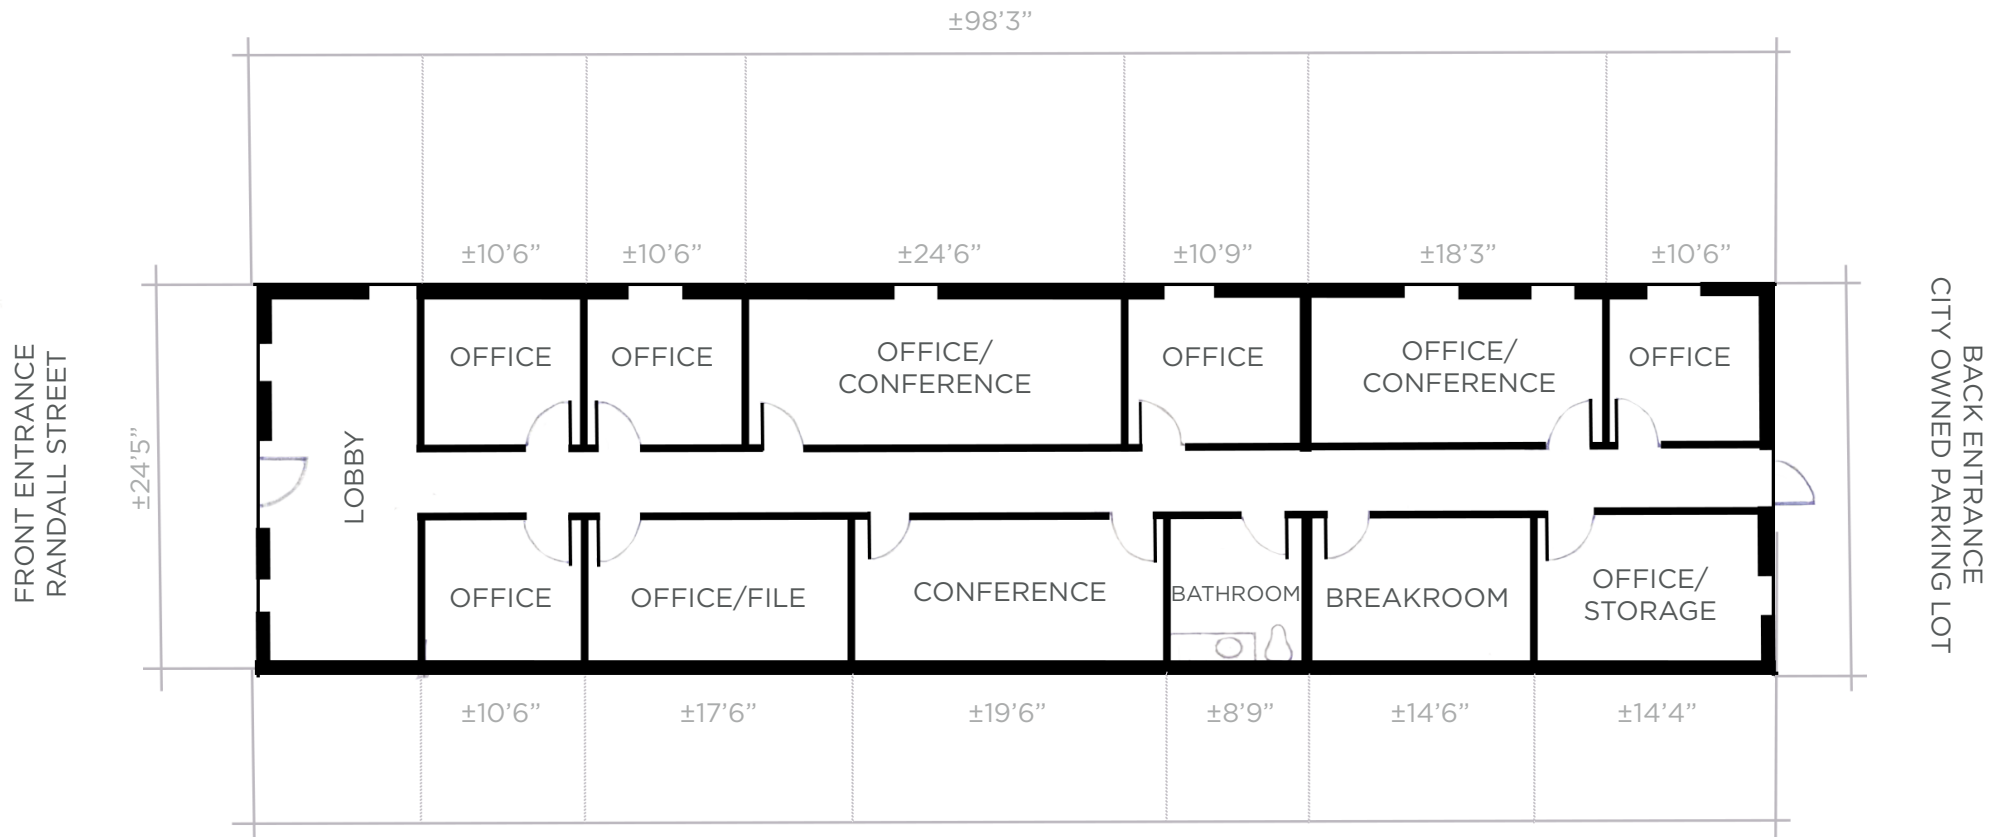 ±98’3”
±10’6”
±10’6”
±24’6”
±10’9”
±18’3”
±10’6”
FRONT ENTRANCE
RANDALL STREET
±24’5”
LOBBY
OFFICE
OFFICE
OFFICE/
CONFERENCE
OFFICE
OFFICE/
CONFERENCE
OFFICE
BACK ENTRANCE
CITY OWNED PARKING LOT
OFFICE
OFFICE/FILE
CONFERENCE
BATHROOM
BREAKROOM
OFFICE/
STORAGE
±10’6”
±17’6”
±19’6”
±8’9”
±14’6”
±14’4”